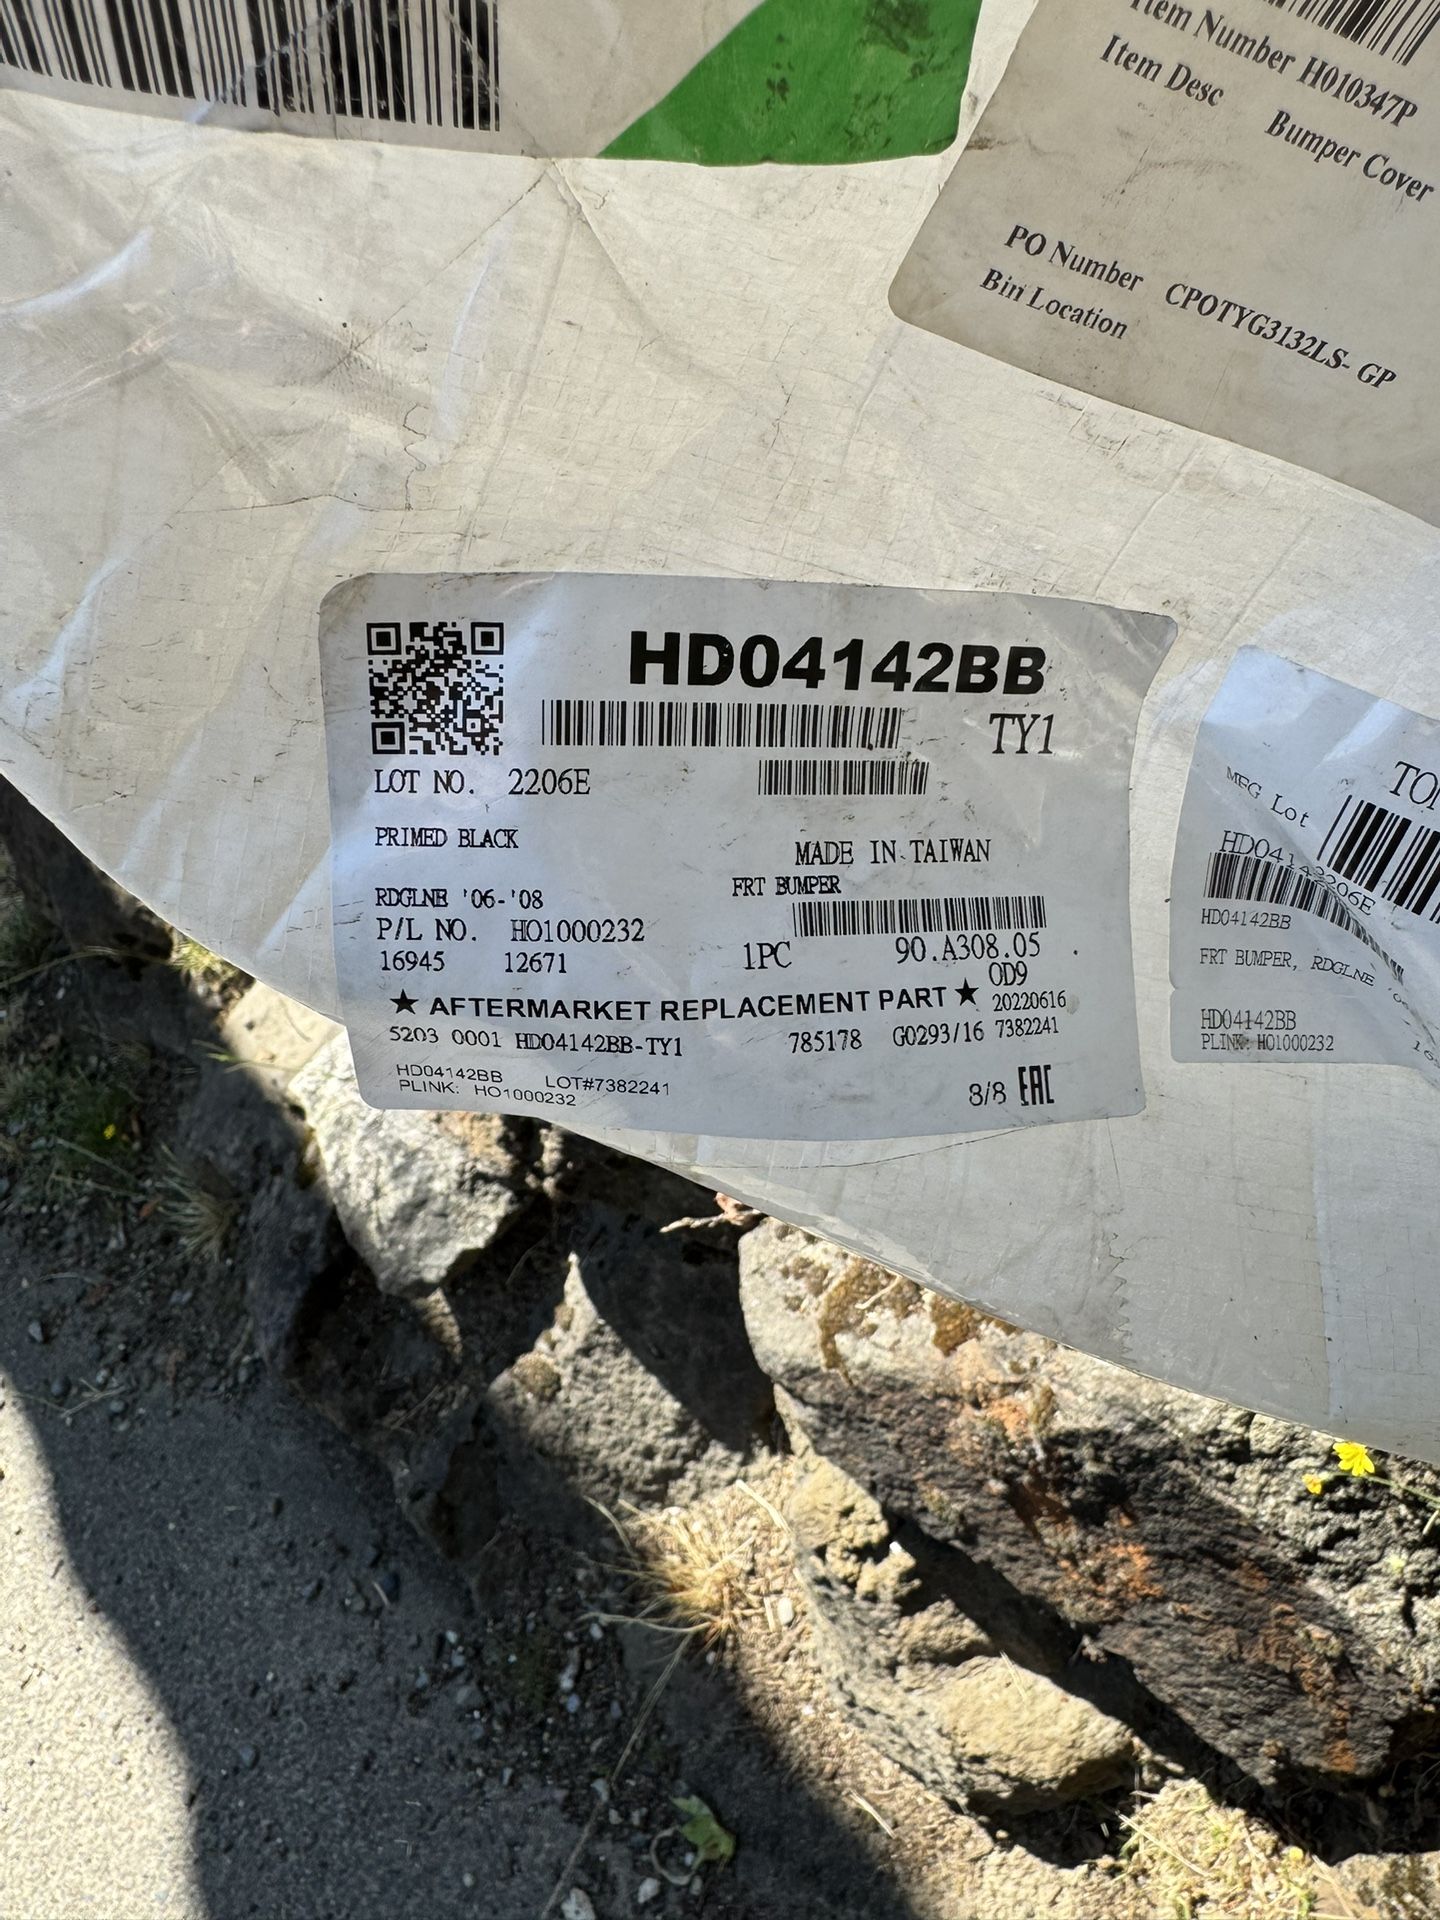 Item Number H010347P
Item Desc Bumper Cover
PO Number CPOTYG3132LS- GP
Bin Location
HD04142BB
TY1
LOT NO. 2206E
PRIMED BLACK
MADE IN TAIWAN
FRT BUMPER
RDGLNE '06-'08
P/L NO. HO1000232
16945 12671 1PC 90.A308.05
OD9
★ AFTERMARKET REPLACEMENT PART ★ 20220616
5203 0001 HD04142BB-TY1 785178 G0293/16 7382241
HD04142BB LOT#7382241
PLINK: HO1000232
8/8 EAC
MFG Lot
HD04142BB
FRT BUMPER, RDGLNE
HD04142BB
PLINK: HO1000232